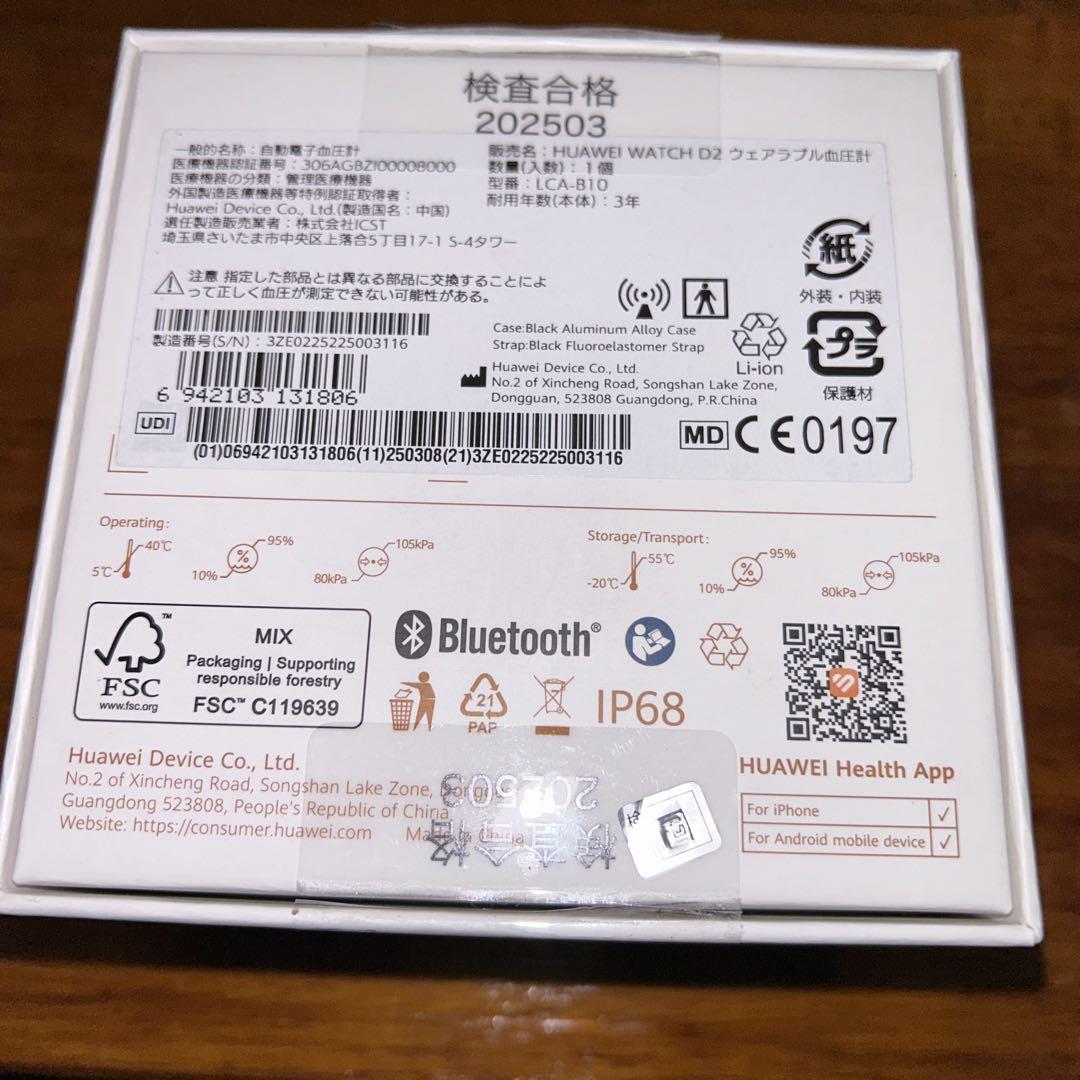 検査合格
202503
一般的名称：自動電子血圧計
医療機器認証番号：306AGBZI00008000
医療機器の分類：管理医療機器
外国製造医療機器等特例認証取得者：
Huawei Device Co., Ltd.(製造国名：中国)
選任製造販売業者：株式会社ICST
埼玉県さいたま市中央区上落合5丁目17-1 S-4タワー
販売名：HUAWEI WATCH D2 ウェアラブル血圧計
数量(入数)：1個
型番：LCA-B10
耐用年数(本体)：3年
注意 指定した部品とは異なる部品に交換することによ
って正しく血圧が測定できない可能性がある。
紙
外装・内装
プラ
保護材
Li-ion
製造番号(S/N)：3ZE0225225003116
Case:Black Aluminum Alloy Case
Strap:Black Fluoroelastomer Strap
Huawei Device Co., Ltd.
No.2 of Xincheng Road, Songshan Lake Zone,
Dongguan, 523808 Guangdong, P.R.China
6 942103 131806
UDI
(01)06942103131806(11)250308(21)3ZE0225225003116
MD CE0197
Operating:
40℃
5℃
95%
10%
105kPa
80kPa
Storage/Transport:
55℃
-20℃
95%
10%
105kPa
80kPa
FSC™
www.fsc.org
MIX
Packaging | Supporting
responsible forestry
FSC™ C119639
Bluetooth®
21
PAP
IP68
Huawei Device Co., Ltd.
No.2 of Xincheng Road, Songshan Lake Zone,
Guangdong 523808, People's Republic of China
Website: https://consumer.huawei.com
China
検査合格
202503
HUAWEI Health App
For iPhone ✓
For Android mobile device ✓